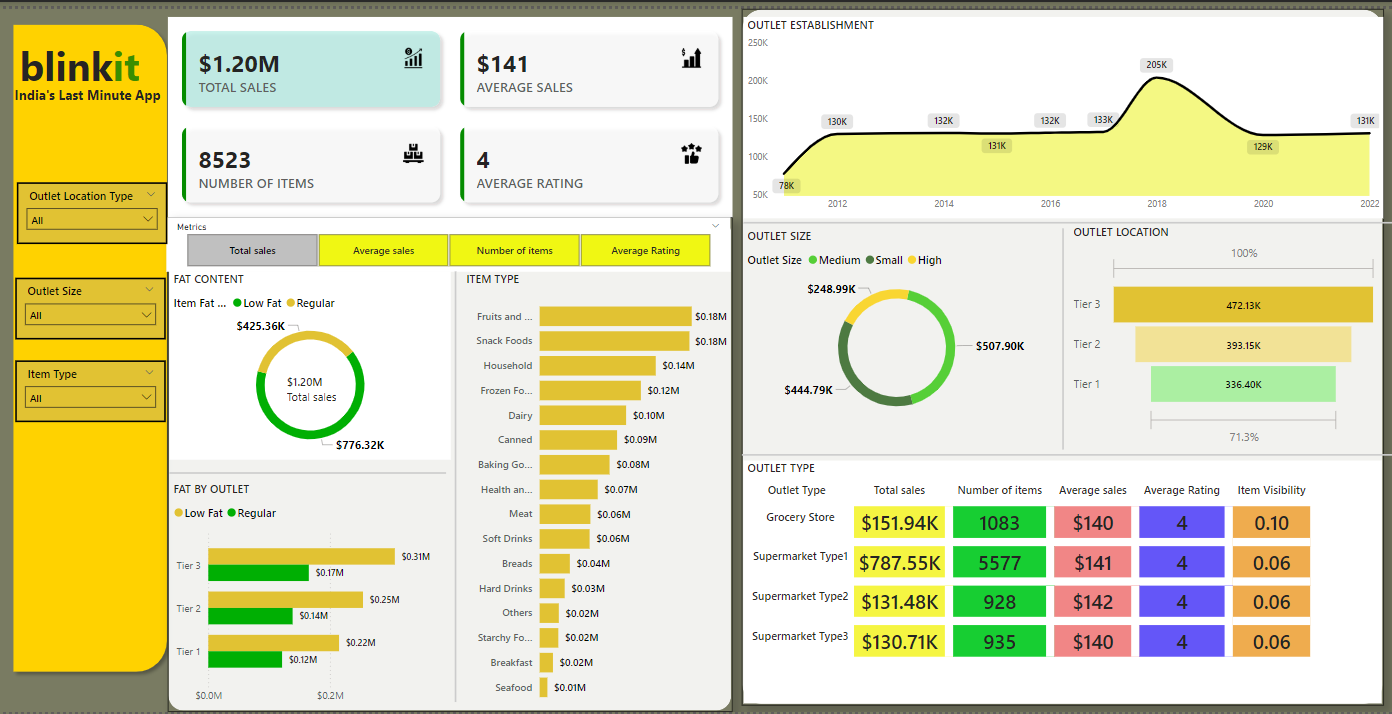 blinkit
India's Last Minute App
Outlet Location Type
All
Outlet Size
All
Item Type
All
$1.20M
TOTAL SALES
$141
AVERAGE SALES
8523
NUMBER OF ITEMS
4
AVERAGE RATING
Metrics
Total sales Average sales Number of items Average Rating
FAT CONTENT
Item Fat ... Low Fat Regular
$425.36K
$1.20M
Total sales
$776.32K
FAT BY OUTLET
Low Fat Regular
Tier 3 $0.31M
$0.17M
Tier 2 $0.25M
$0.14M
Tier 1 $0.22M
$0.12M
$0.0M $0.2M
ITEM TYPE
Fruits and ... $0.18M
Snack Foods $0.18M
Household $0.14M
Frozen Fo... $0.12M
Dairy $0.10M
Canned $0.09M
Baking Go... $0.08M
Health an... $0.07M
Meat $0.06M
Soft Drinks $0.06M
Breads $0.04M
Hard Drinks $0.03M
Others $0.02M
Starchy Fo... $0.02M
Breakfast $0.02M
Seafood $0.01M
OUTLET ESTABLISHMENT
250K
200K
150K
100K
50K
78K 130K 132K 131K 132K 133K 205K 129K 131K
2012 2014 2016 2018 2020 2022
OUTLET SIZE
Outlet Size Medium Small High
$248.99K
$507.90K
$444.79K
OUTLET LOCATION
100%
Tier 3 472.13K
Tier 2 393.15K
Tier 1 336.40K
71.3%
OUTLET TYPE
Outlet Type Total sales Number of items Average sales Average Rating Item Visibility
Grocery Store $151.94K 1083 $140 4 0.10
Supermarket Type1 $787.55K 5577 $141 4 0.06
Supermarket Type2 $131.48K 928 $142 4 0.06
Supermarket Type3 $130.71K 935 $140 4 0.06